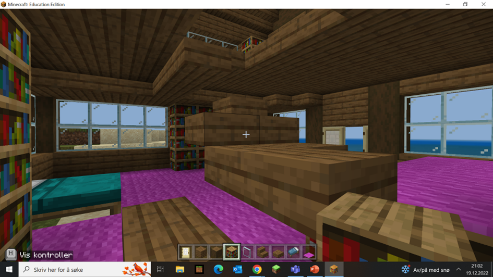 Minecraft: Education Edition
H Vis kontroller
Skriv her for å søke
Av/på med snø
21:02
10.12.2022